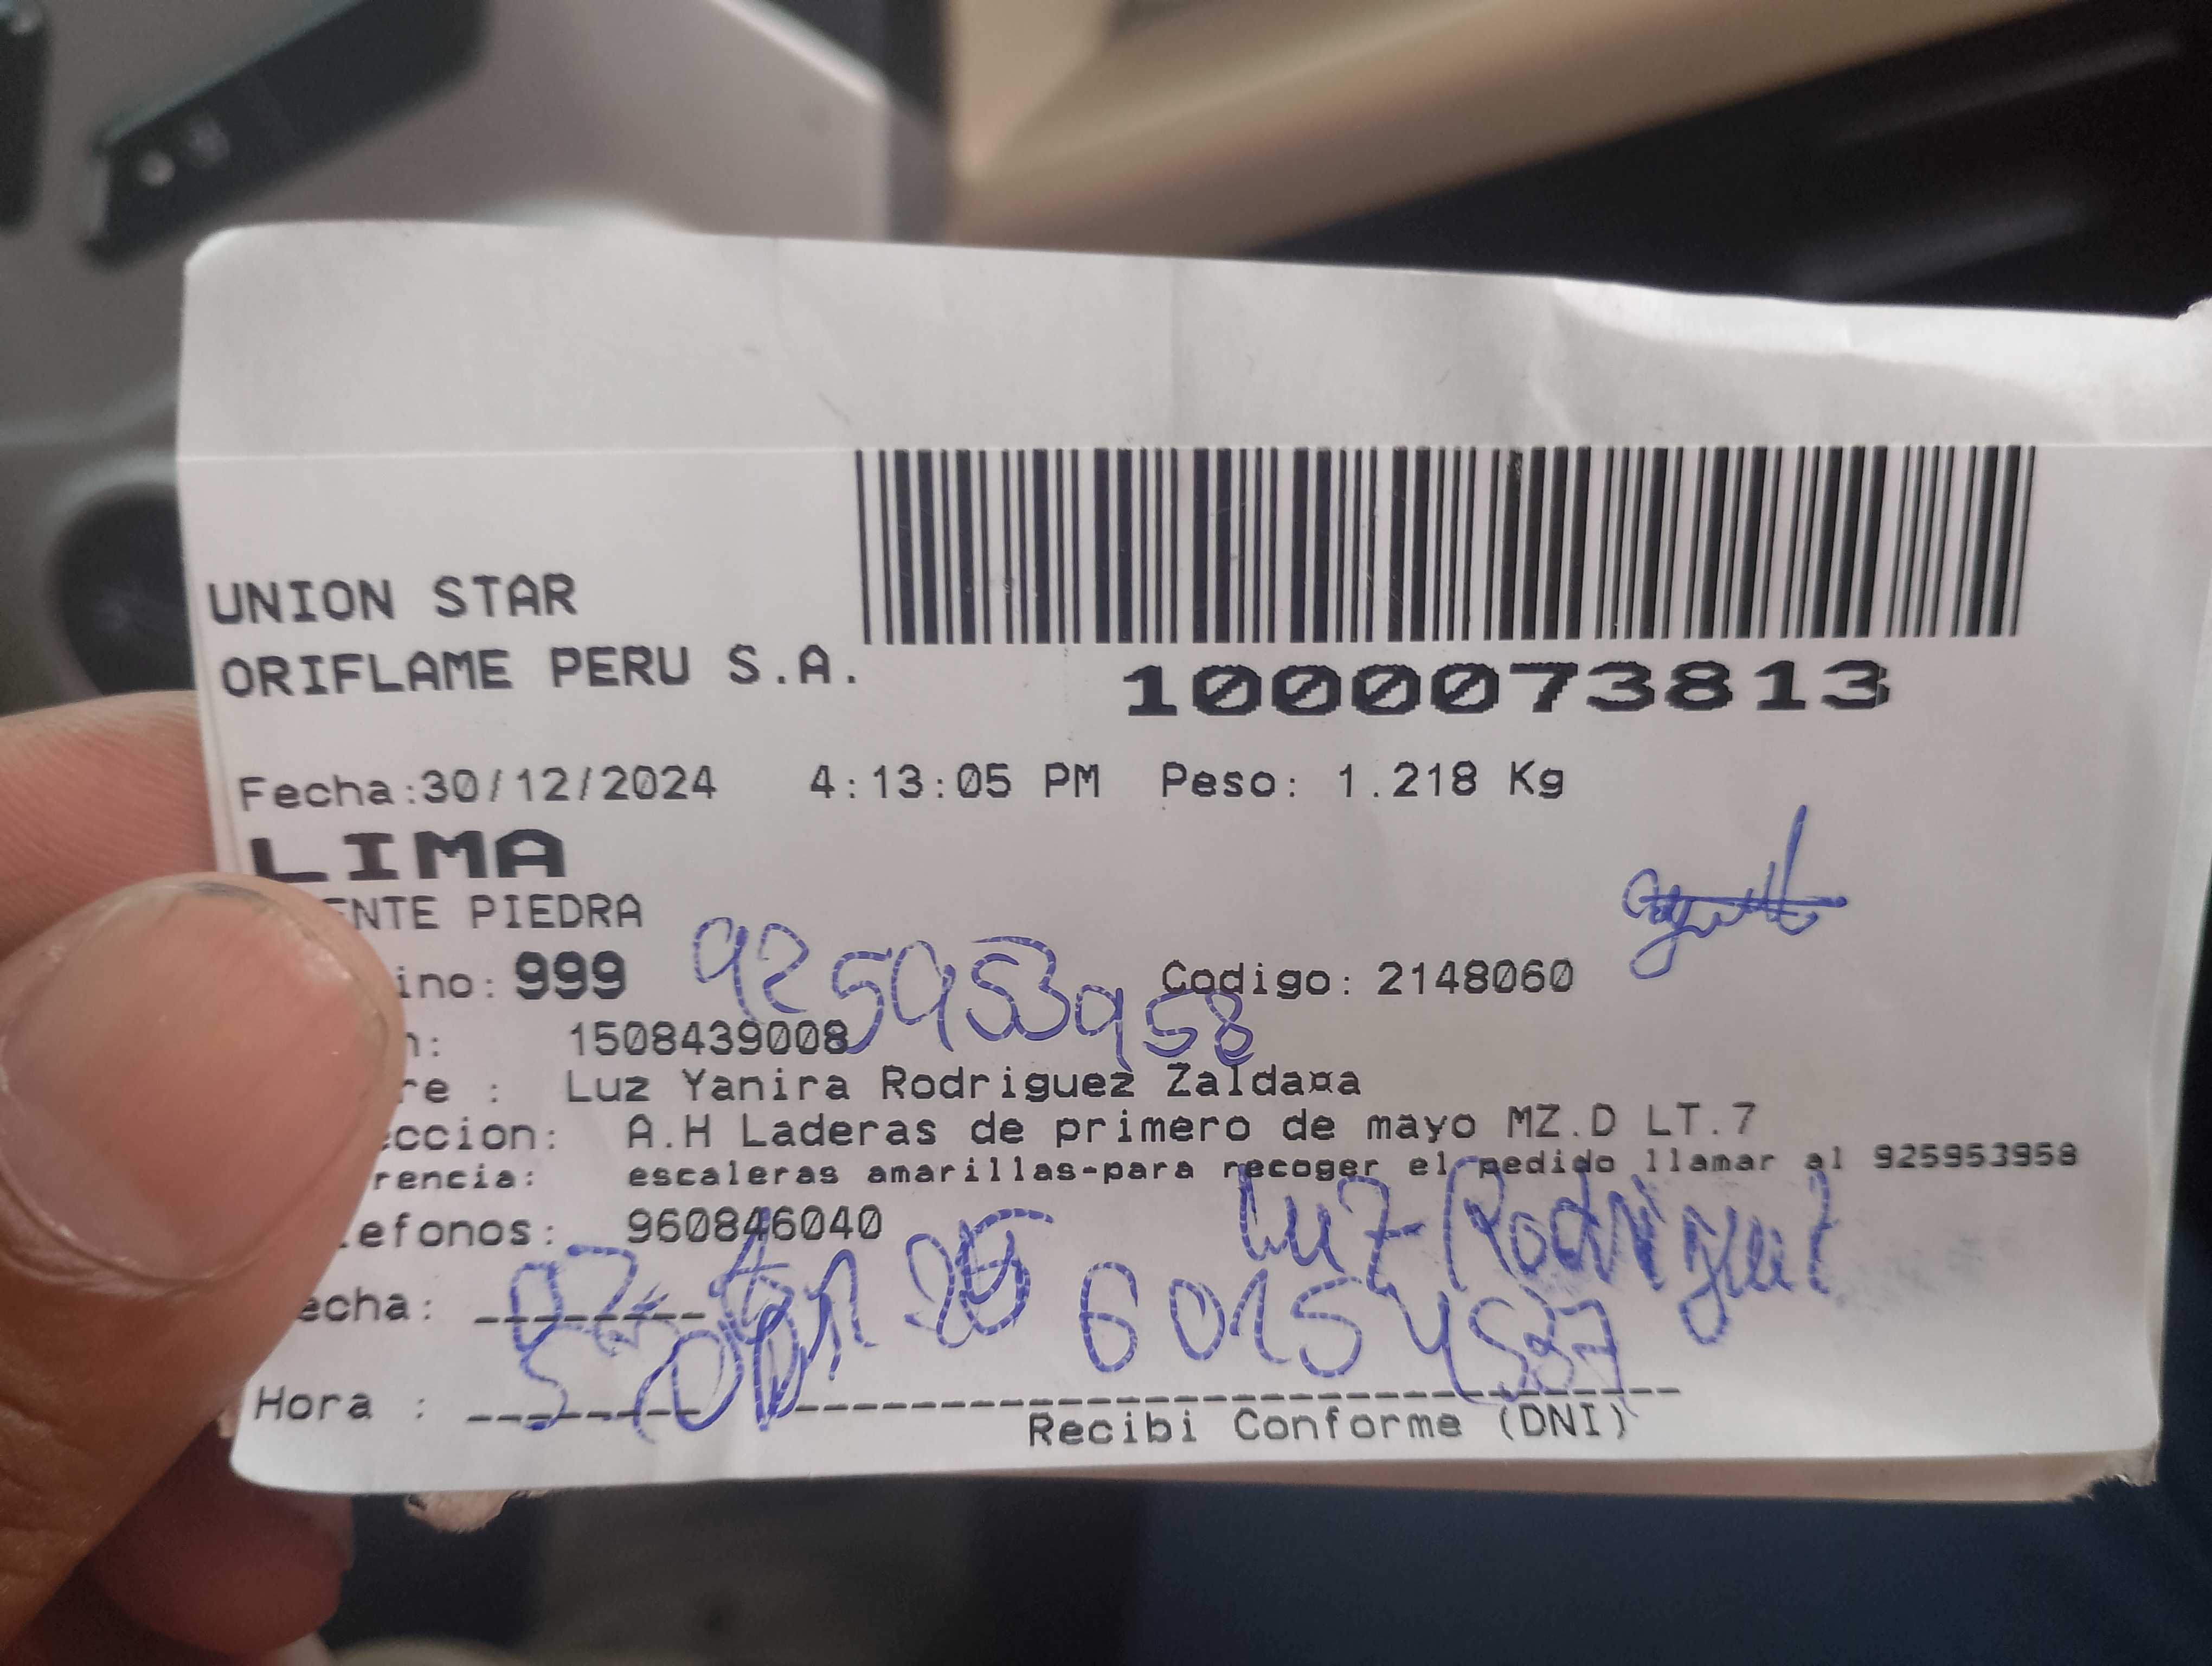 UNION STAR
ORIFLAME PERU S.A.
1000073813
Fecha:30/12/2024 4:13:05 PM Peso: 1.218 Kg
LIMA
ENTE PIEDRA
ino: 999 925953958 Codigo: 2148060
n: 1508439008
re : Luz Yanira Rodriguez Zalda¤a
eccion: A.H Laderas de primero de mayo MZ.D LT.7
rencia: escaleras amarillas-para recoger el pedido llamar al 925953958
efonos: 960846040
Luz Rodriguez
echa: 02
Hora :
Recibi Conforme (DNI)